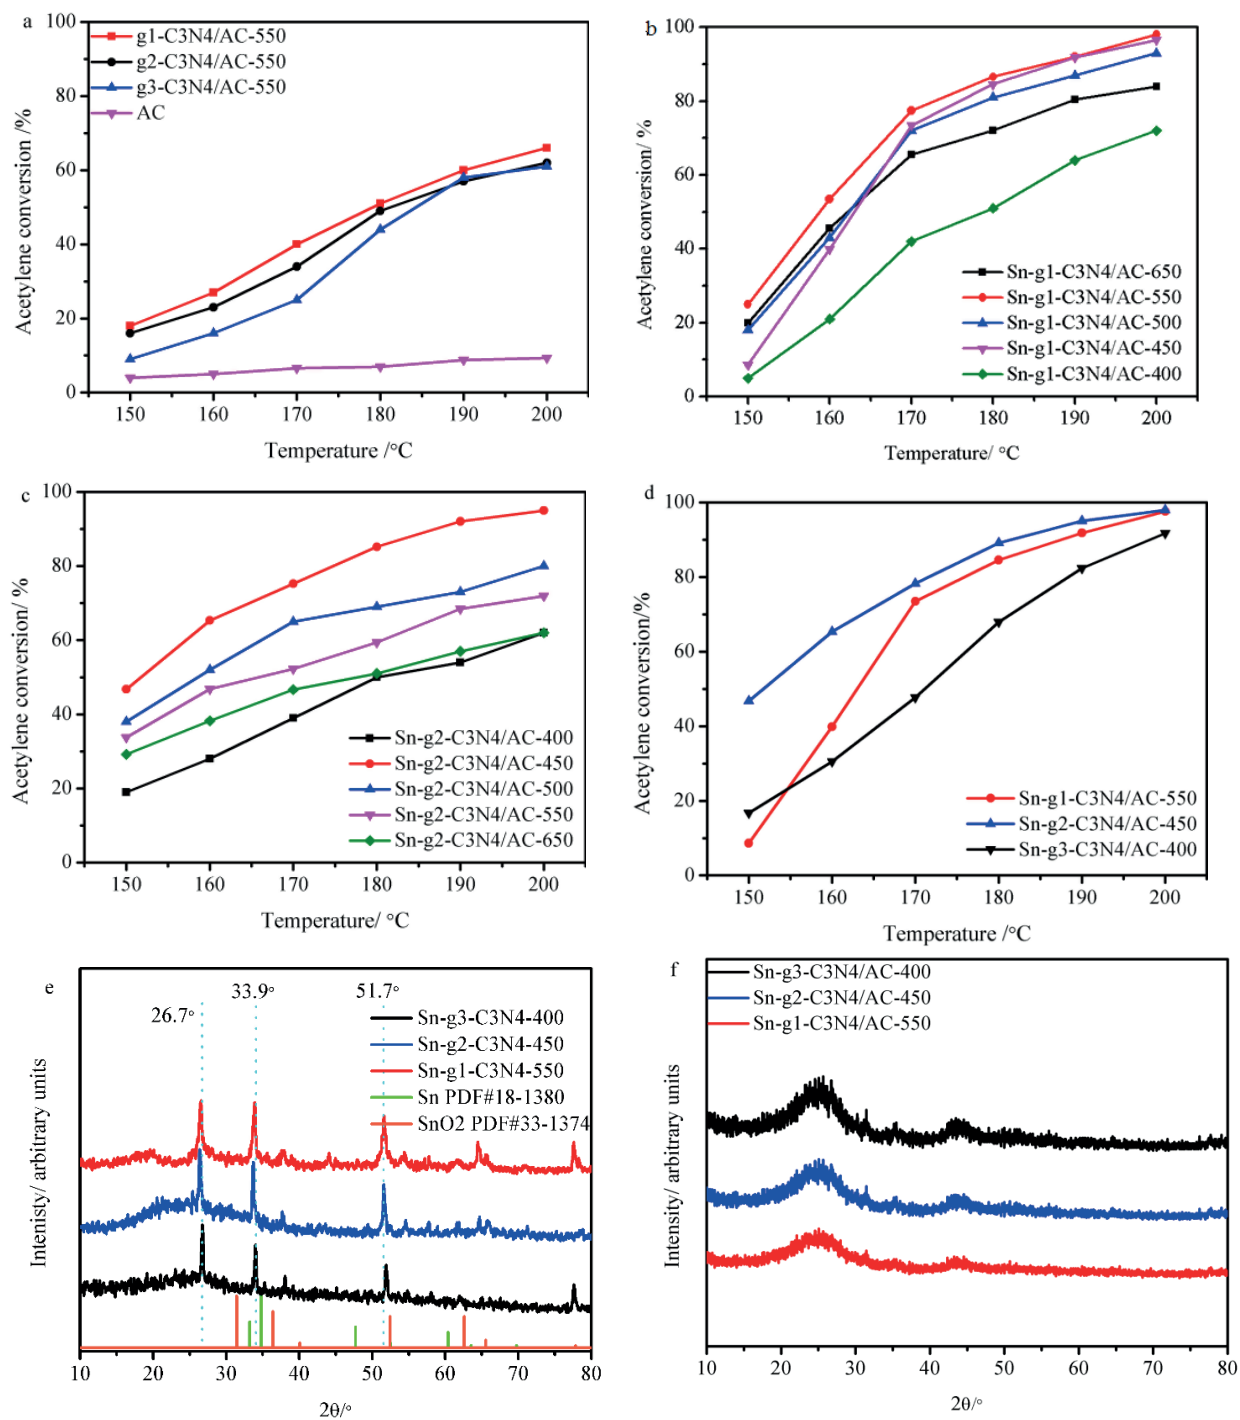 a
100
80
60
40
20
0
Acetylene conversion /%
g1-C3N4/AC-550
g2-C3N4/AC-550
g3-C3N4/AC-550
AC
150 160 170 180 190 200
Temperature /°C
b
100
80
60
40
20
0
Acetylene conversion/ %
Sn-g1-C3N4/AC-650
Sn-g1-C3N4/AC-550
Sn-g1-C3N4/AC-500
Sn-g1-C3N4/AC-450
Sn-g1-C3N4/AC-400
150 160 170 180 190 200
Temperature/ °C
c
100
80
60
40
20
0
Acetylene conversion/ %
Sn-g2-C3N4/AC-400
Sn-g2-C3N4/AC-450
Sn-g2-C3N4/AC-500
Sn-g2-C3N4/AC-550
Sn-g2-C3N4/AC-650
150 160 170 180 190 200
Temperature/ °C
d
100
80
60
40
20
0
Acetylene conversion/%
Sn-g1-C3N4/AC-550
Sn-g2-C3N4/AC-450
Sn-g3-C3N4/AC-400
150 160 170 180 190 200
Temperature /°C
e
26.7°
33.9°
51.7°
Sn-g3-C3N4-400
Sn-g2-C3N4-450
Sn-g1-C3N4-550
Sn PDF#18-1380
SnO2 PDF#33-1374
Intenisty/ arbitrary units
10 20 30 40 50 60 70 80
2θ/°
f
Sn-g3-C3N4/AC-400
Sn-g2-C3N4/AC-450
Sn-g1-C3N4/AC-550
Intensity/ arbitrary units
10 20 30 40 50 60 70 80
2θ/°